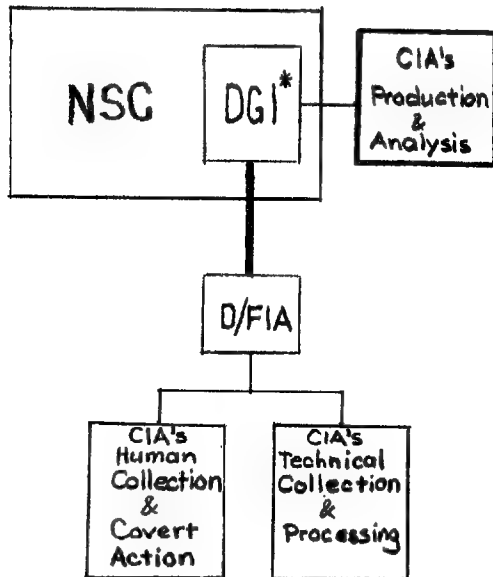 NSC
DGI*
CIA's
Production
&
Analysis
D/FIA
CIA's
Human
Collection
&
Covert
Action
CIA's
Technical
Collection
&
Processing